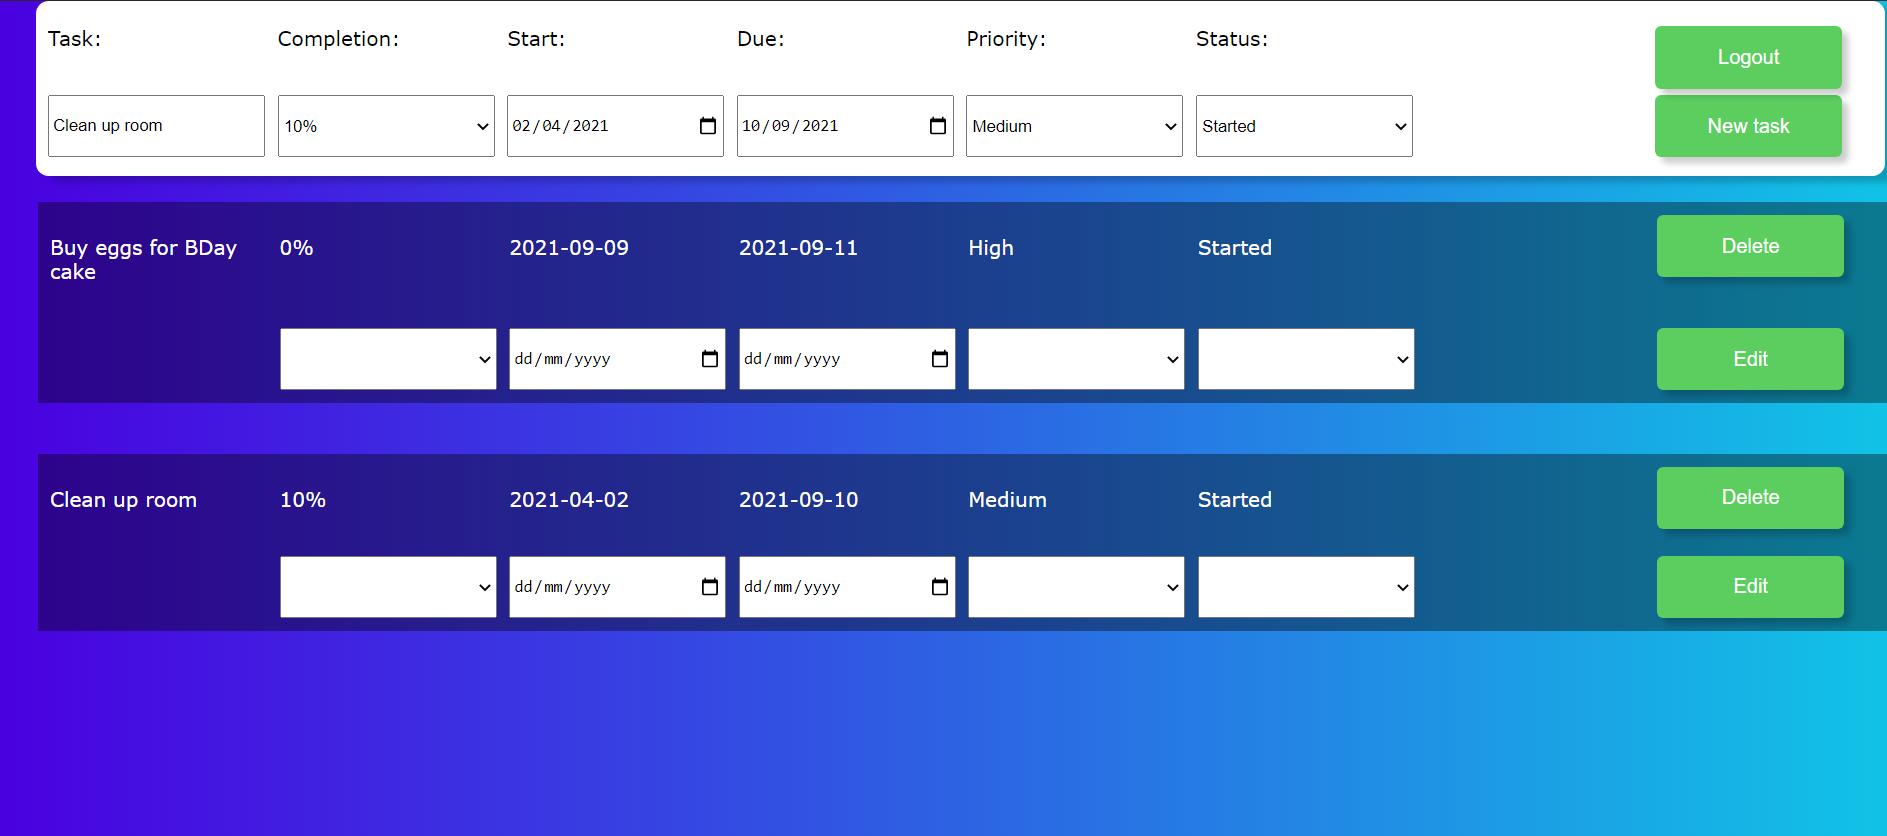 Task: Completion: Start: Due: Priority: Status: Logout
Clean up room 10% 02/04/2021 10/09/2021 Medium Started New task
Buy eggs for BDay 0% 2021-09-09 2021-09-11 High Started Delete
cake
dd/mm/yyyy dd/mm/yyyy Edit
Clean up room 10% 2021-04-02 2021-09-10 Medium Started Delete
dd/mm/yyyy dd/mm/yyyy Edit